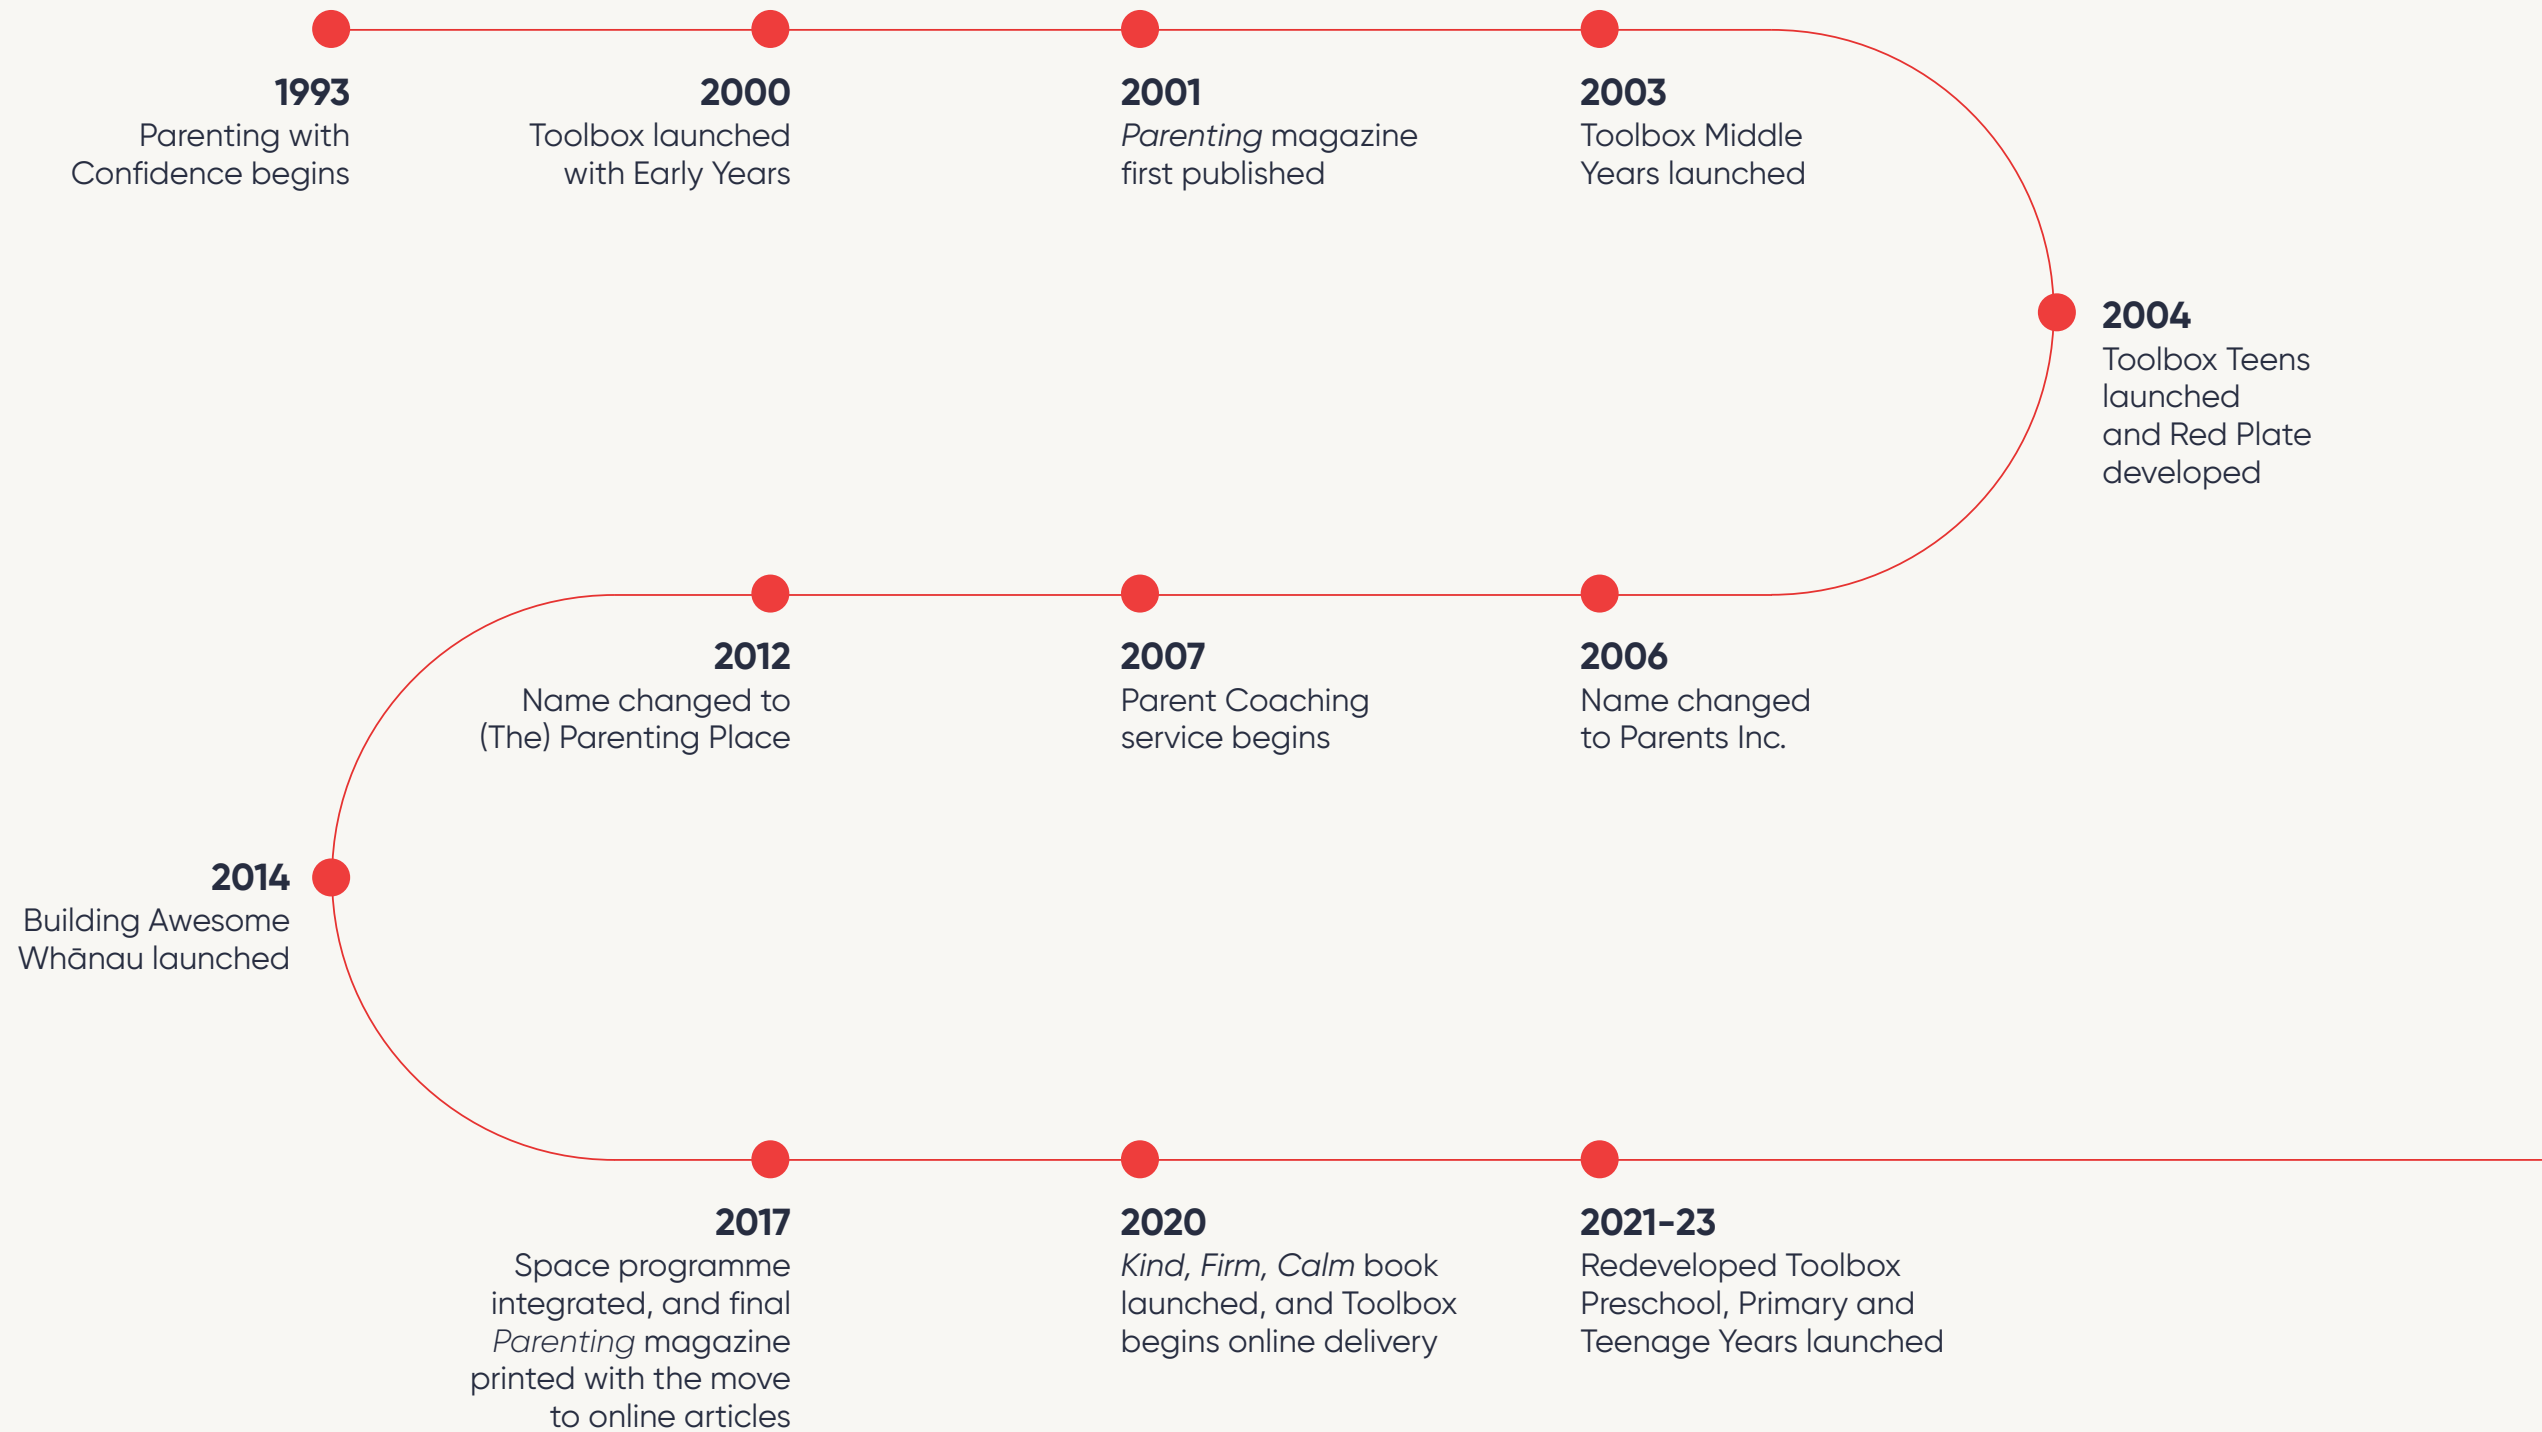 1993
Parenting with
Confidence begins
2000
Toolbox launched
with Early Years
2001
Parenting magazine
first published
2003
Toolbox Middle
Years launched
2004
Toolbox Teens
launched
and Red Plate
developed
2006
Name changed
to Parents Inc.
2007
Parent Coaching
service begins
2012
Name changed to
(The) Parenting Place
2014
Building Awesome
Whānau launched
2017
Space programme
integrated, and final
Parenting magazine
printed with the move
to online articles
2020
Kind, Firm, Calm book
launched, and Toolbox
begins online delivery
2021-23
Redeveloped Toolbox
Preschool, Primary and
Teenage Years launched